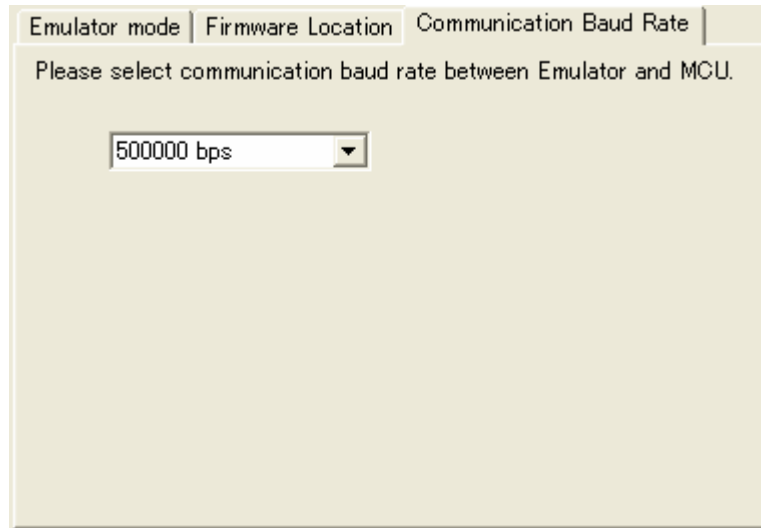 Emulator mode Firmware Location Communication Baud Rate
Please select communication baud rate between Emulator and MCU.
500000 bps